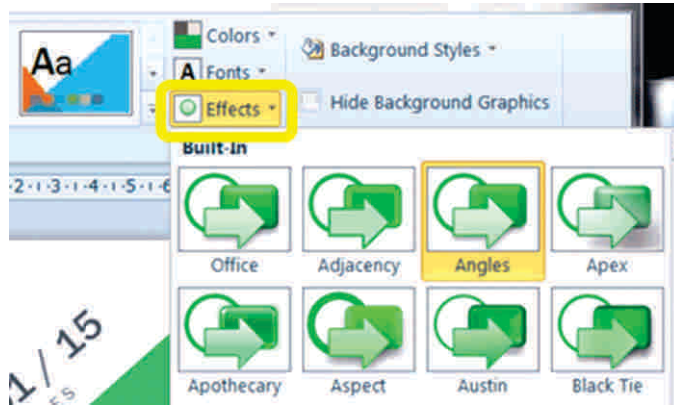 Colors
Aa
Background Styles
A Fonts
Effects
Hide Background Graphics
Built-In
·2·1·3·1·4·1·5·1·6
Office Adjacency Angles Apex
1 / 15
Apothecary Aspect Austin Black Tie